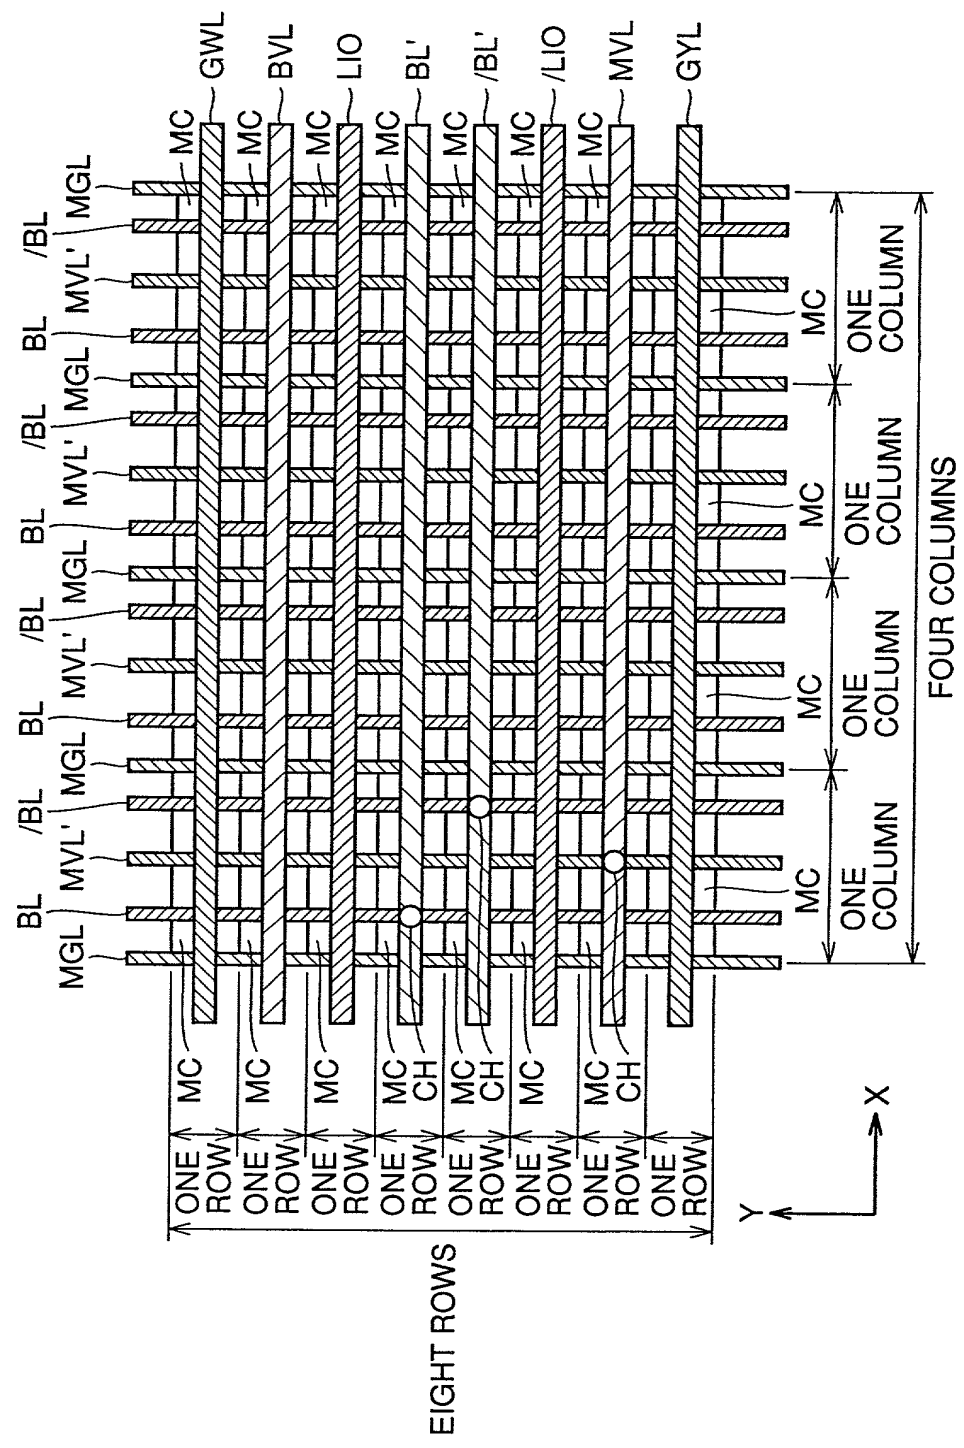 BL /BL BL /BL BL /BL BL /BL
MGL MVL' MGL MVL' MGL MVL' MGL MVL' MGL
ONE MC MC
ROW GWL
ONE MC MC
ROW BVL
ONE MC MC
ROW LIO
ONE MC MC
ROW CH BL'
EIGHT ROWS
ONE MC MC
ROW CH /BL'
ONE MC MC
ROW /LIO
ONE MC MC
ROW CH MVL
ONE
ROW GYL
Y
MC MC MC MC
ONE ONE ONE ONE
COLUMN COLUMN COLUMN COLUMN
X
FOUR COLUMNS